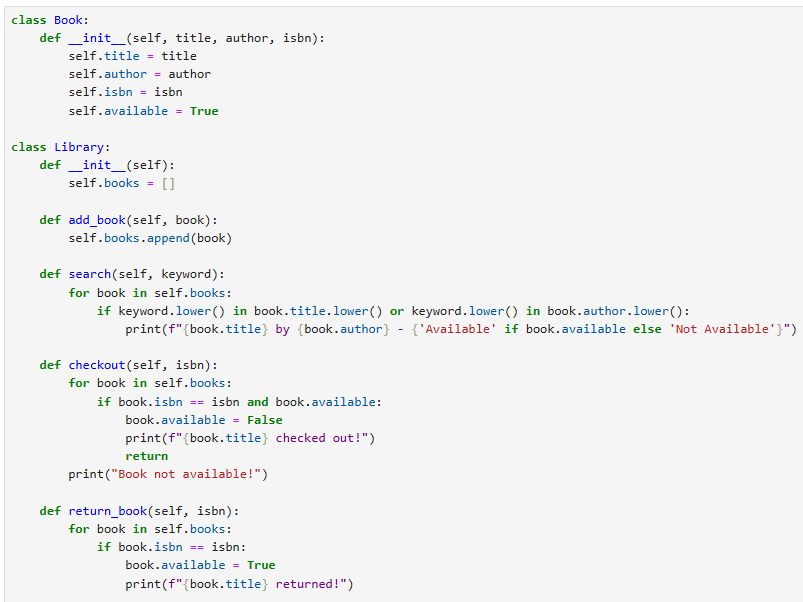 class Book:
    def __init__(self, title, author, isbn):
        self.title = title
        self.author = author
        self.isbn = isbn
        self.available = True

class Library:
    def __init__(self):
        self.books = []

    def add_book(self, book):
        self.books.append(book)

    def search(self, keyword):
        for book in self.books:
            if keyword.lower() in book.title.lower() or keyword.lower() in book.author.lower():
                print(f"{book.title} by {book.author} - {'Available' if book.available else 'Not Available'}")

    def checkout(self, isbn):
        for book in self.books:
            if book.isbn == isbn and book.available:
                book.available = False
                print(f"{book.title} checked out!")
                return
        print("Book not available!")

    def return_book(self, isbn):
        for book in self.books:
            if book.isbn == isbn:
                book.available = True
                print(f"{book.title} returned!")